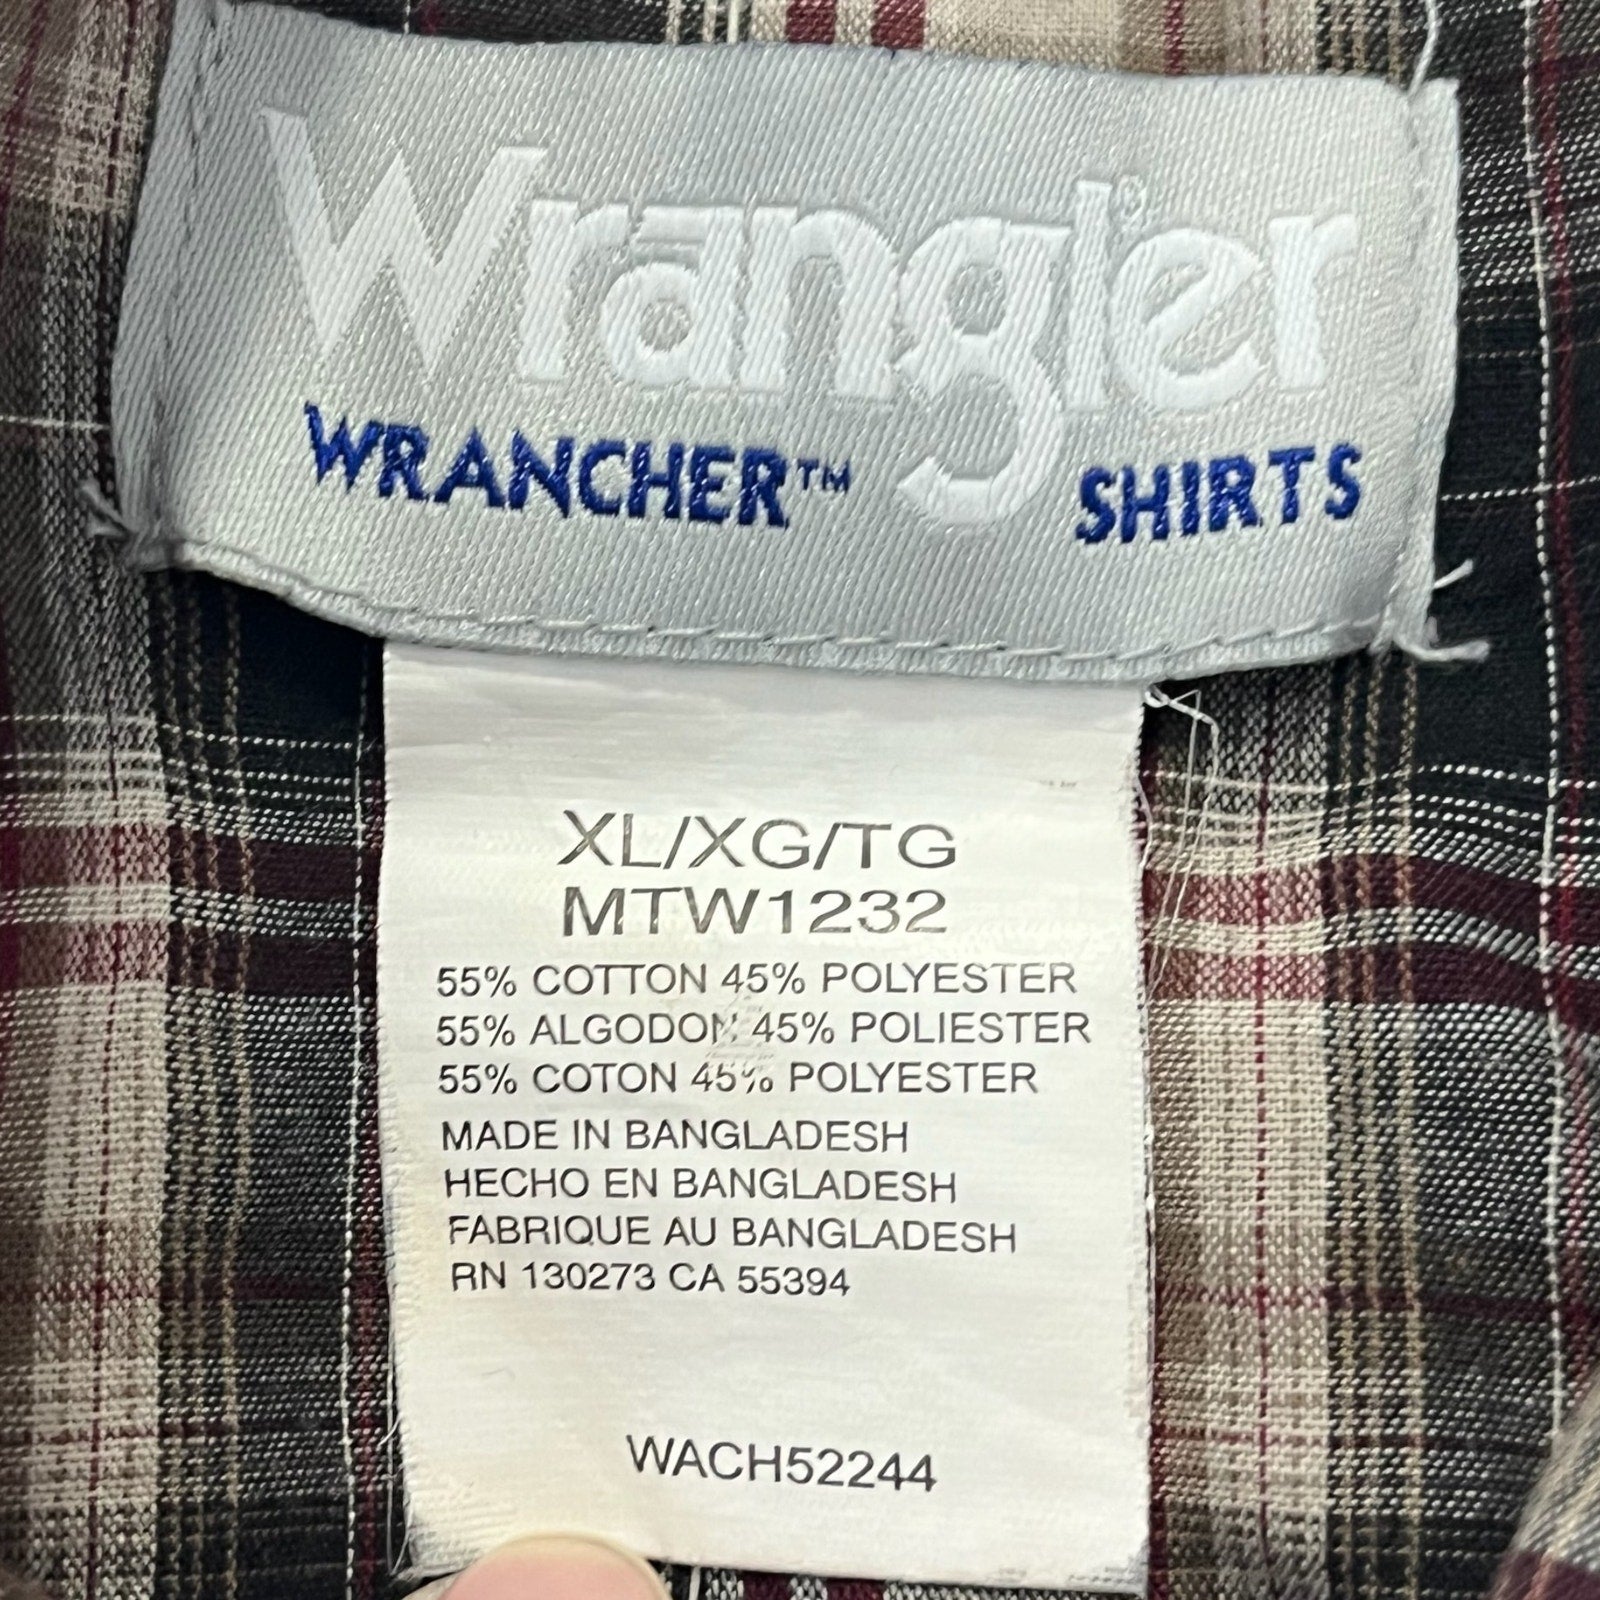 Wrangler®
WRANCHER™ SHIRTS
XL/XG/TG
MTW1232
55% COTTON 45% POLYESTER
55% ALGODON 45% POLIESTER
55% COTON 45% POLYESTER
MADE IN BANGLADESH
HECHO EN BANGLADESH
FABRIQUE AU BANGLADESH
RN 130273 CA 55394
WACH52244